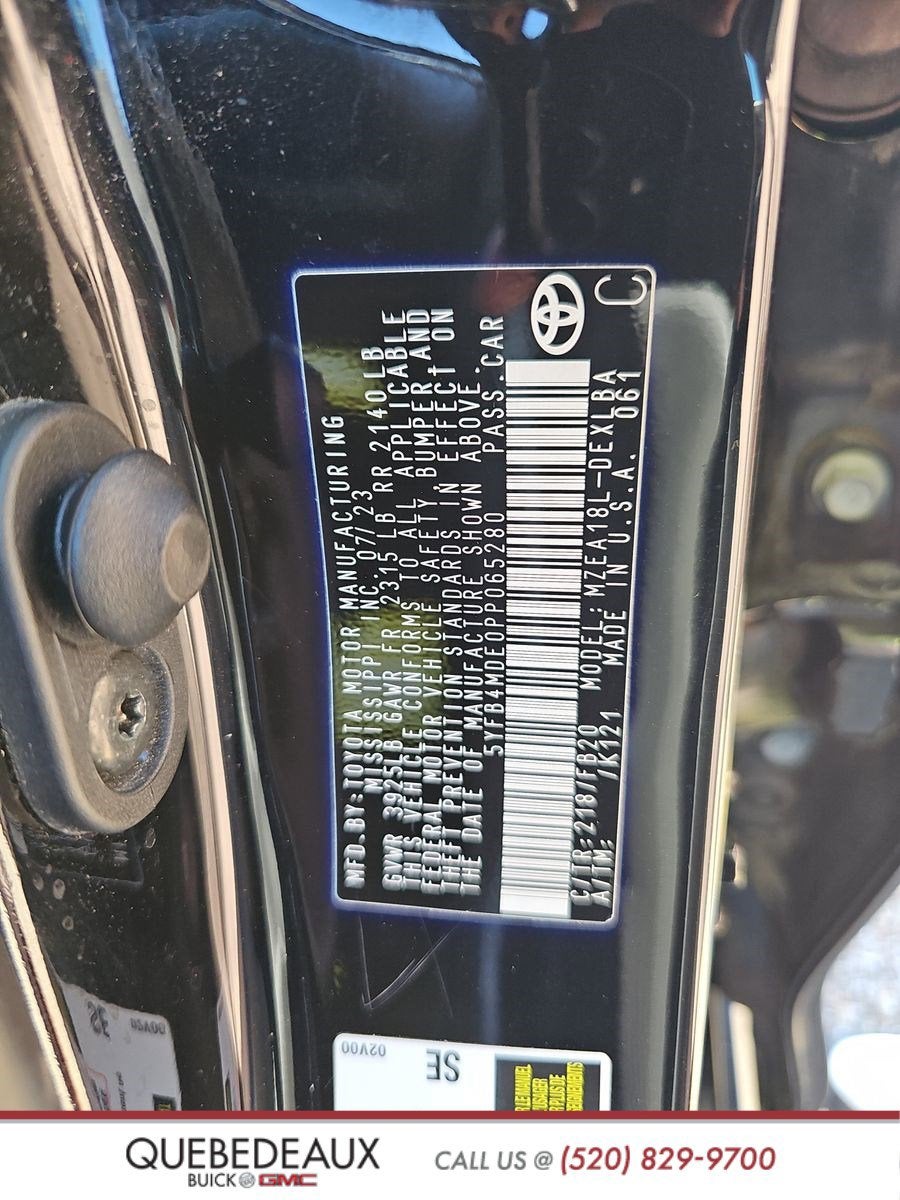 MFD.BY:TOYOTA MOTOR MANUFACTURING
MISSISSIPPI INC. 07/23
GVWR 3925LB GAWR FR 2315 LB RR 2140LB
THIS VEHICLE CONFORMS TO ALL APPLICABLE
FEDERAL MOTOR VEHICLE SAFETY BUMPER AND
THEFT PREVENTION STANDARDS IN EFFECT ON
THE DATE OF MANUFACTURE SHOWN ABOVE.
5YFB4MDE0PP065280 PASS.CAR
C/TR:218/FB20 MODEL:MZEA18L-DEXLBA
A/TM: /K121 MADE IN U.S.A. 061
C
02V00
SE
QUEBEDEAUX
BUICK GMC
CALL US @ (520) 829-9700